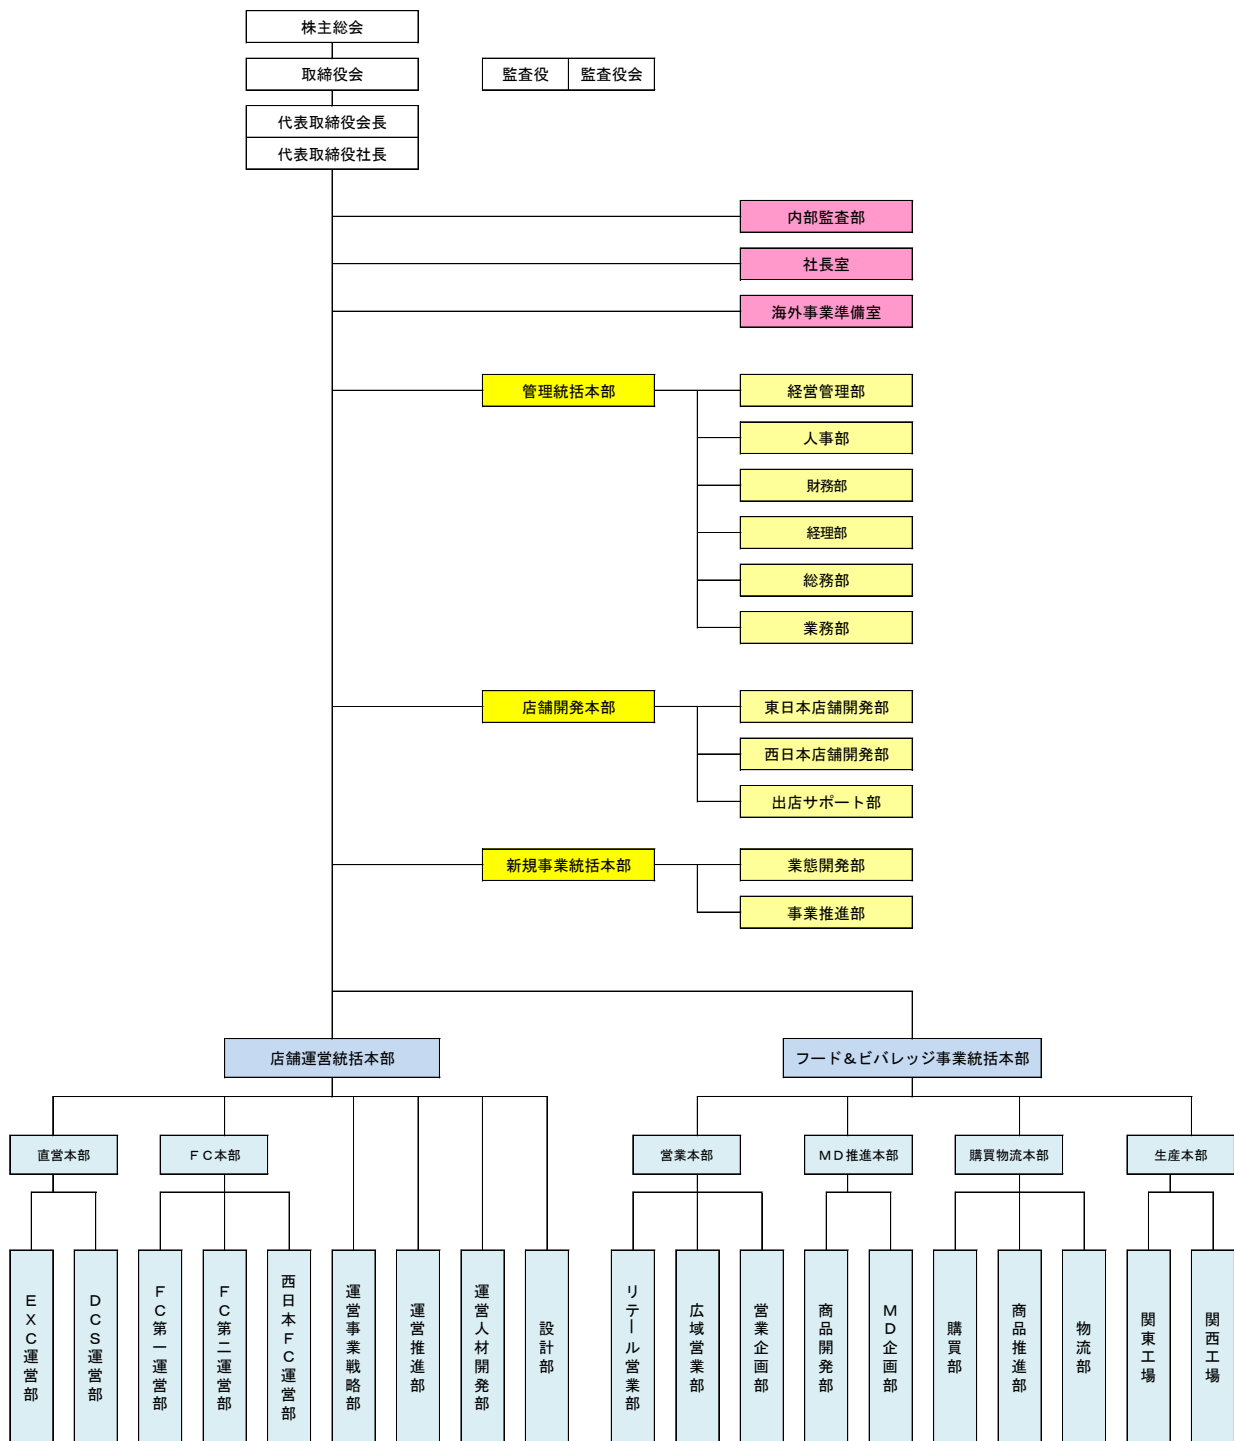 株主総会
取締役会
監査役
監査役会
代表取締役会長
代表取締役社長
内部監査部
社長室
海外事業準備室
管理統括本部
経営管理部
人事部
財務部
経理部
総務部
業務部
店舗開発本部
東日本店舗開発部
西日本店舗開発部
出店サポート部
新規事業統括本部
業態開発部
事業推進部
店舗運営統括本部
フード＆ビバレッジ事業統括本部
直営本部
ＦＣ本部
営業本部
ＭＤ推進本部
購買物流本部
生産本部
ＥＸＣ運営部
ＤＣＳ運営部
ＦＣ第一運営部
ＦＣ第二運営部
西日本ＦＣ運営部
運営事業戦略部
運営推進部
運営人材開発部
設計部
リテール営業部
広域営業部
営業企画部
商品開発部
ＭＤ企画部
購買部
商品推進部
物流部
関東工場
関西工場